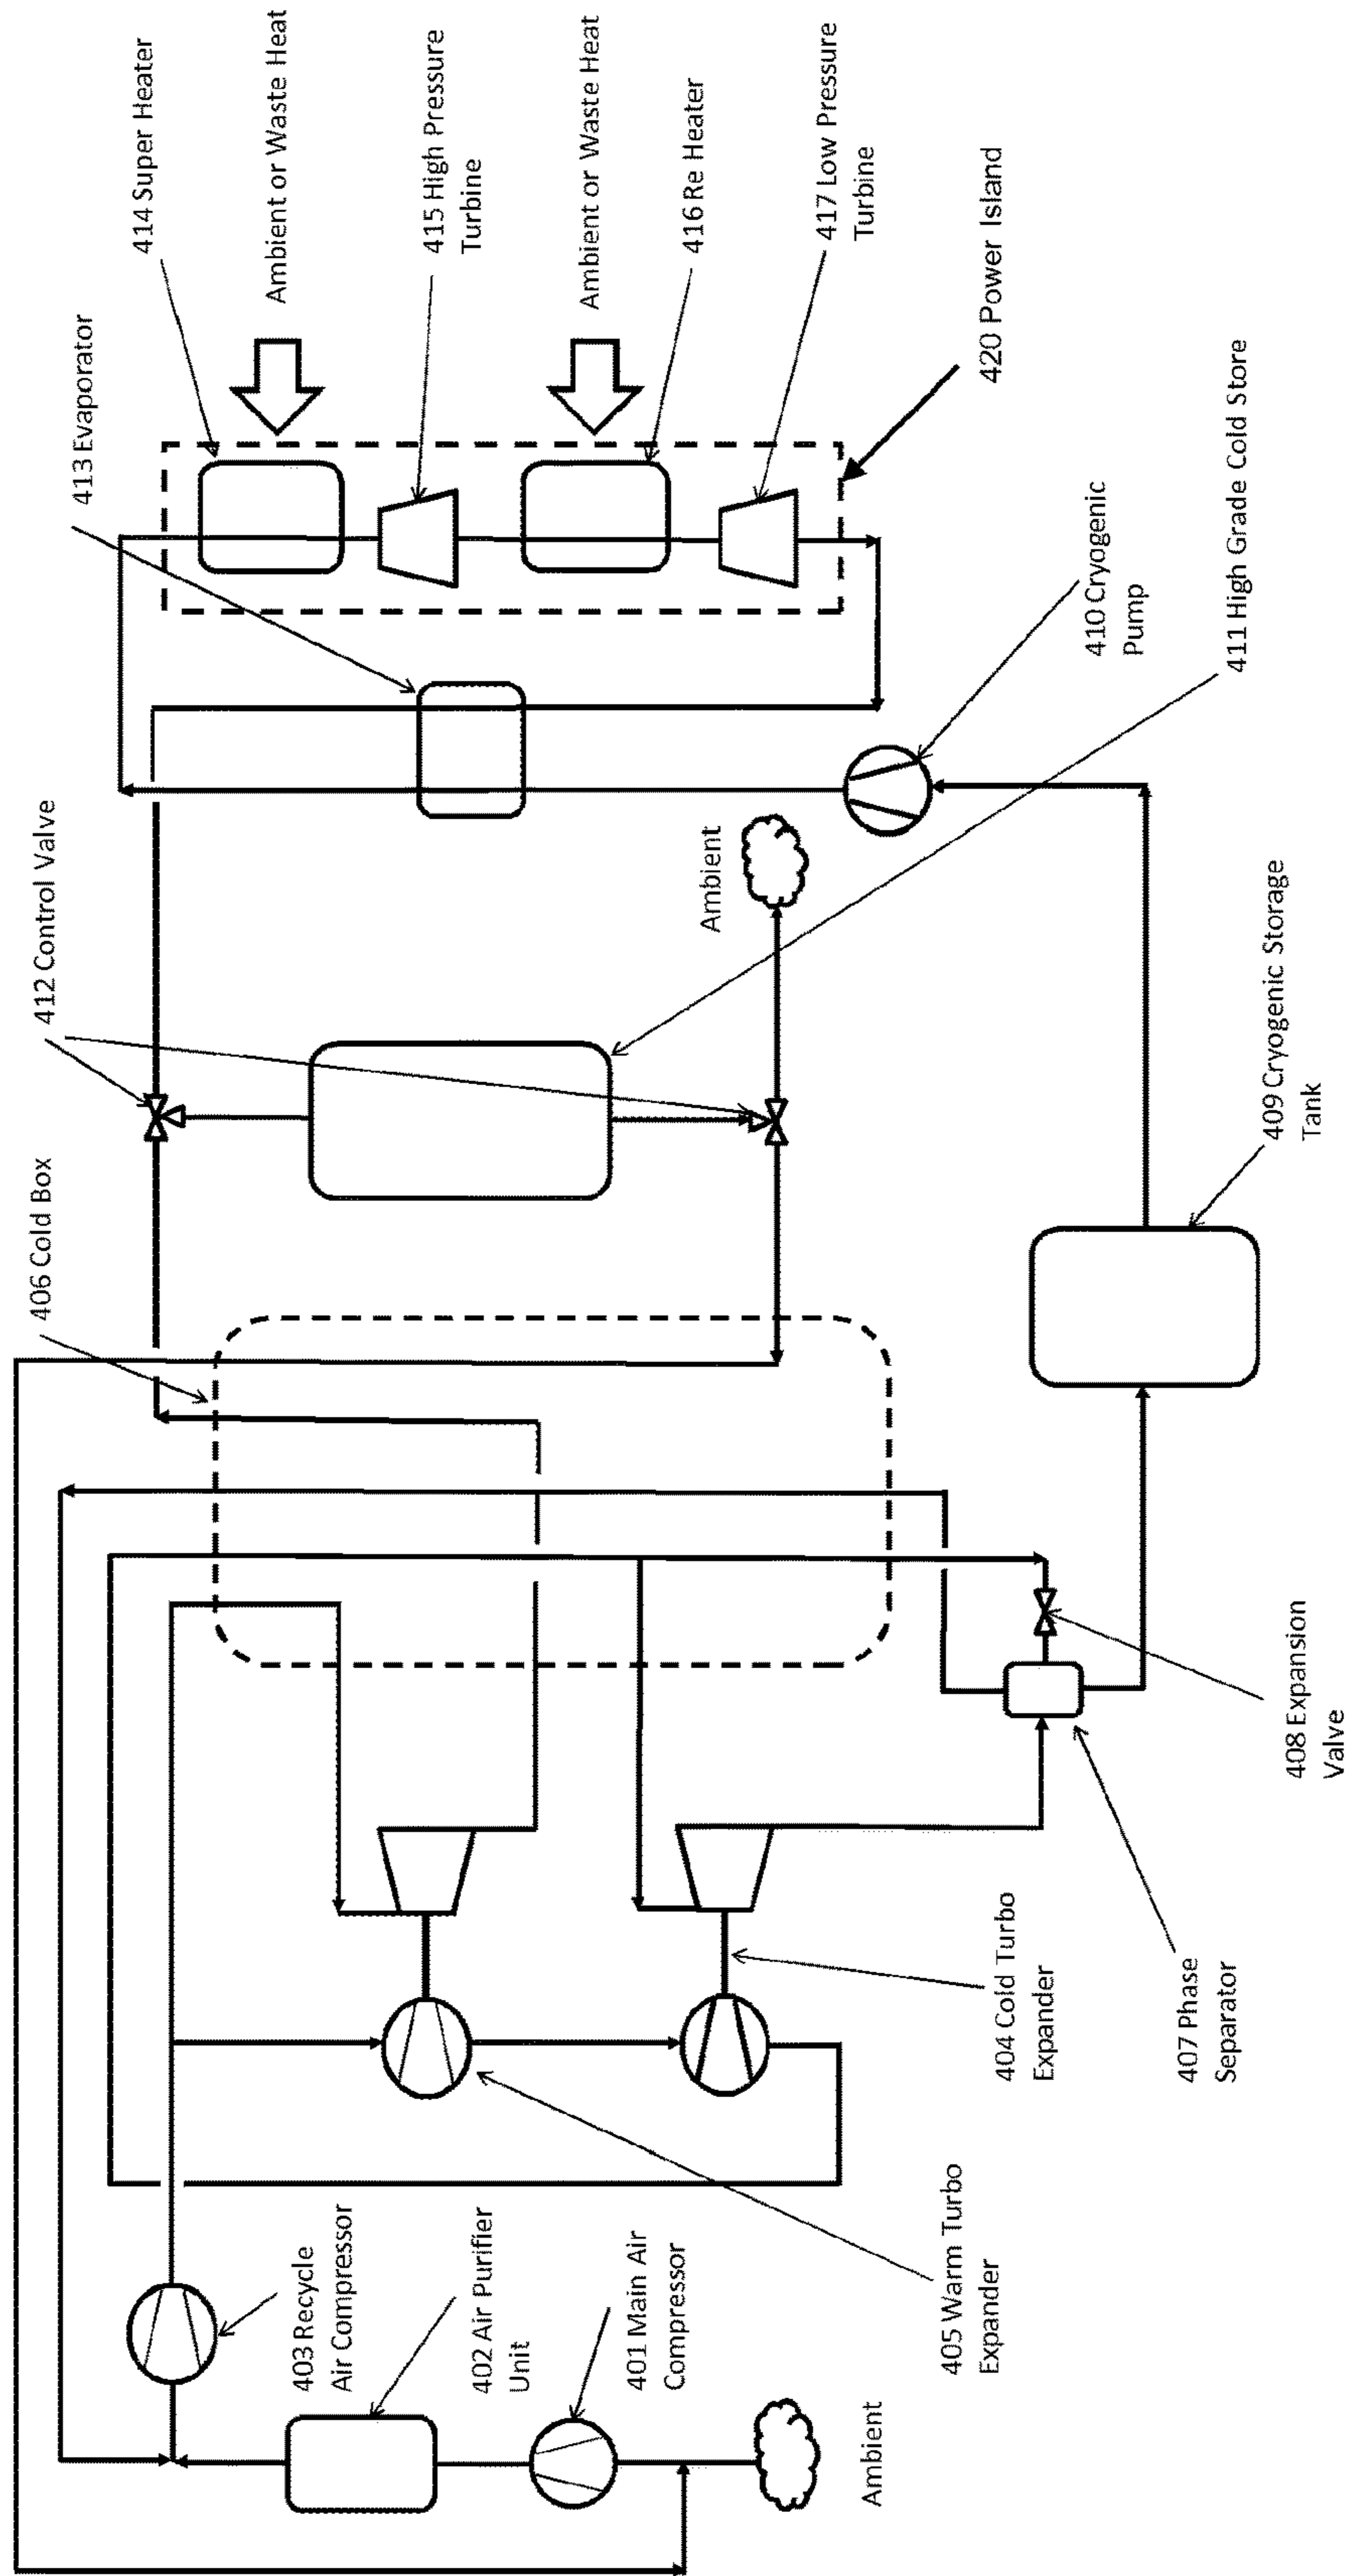 414 Super Heater
Ambient or Waste Heat
415 High Pressure
Turbine
Ambient or Waste Heat
416 Re Heater
417 Low Pressure
Turbine
420 Power Island
413 Evaporator
410 Cryogenic
Pump
411 High Grade Cold Store
412 Control Valve
Ambient
409 Cryogenic Storage
Tank
406 Cold Box
408 Expansion
Valve
404 Cold Turbo
Expander
407 Phase
Separator
403 Recycle
Air Compressor
402 Air Purifier
Unit
401 Main Air
Compressor
405 Warm Turbo
Expander
Ambient